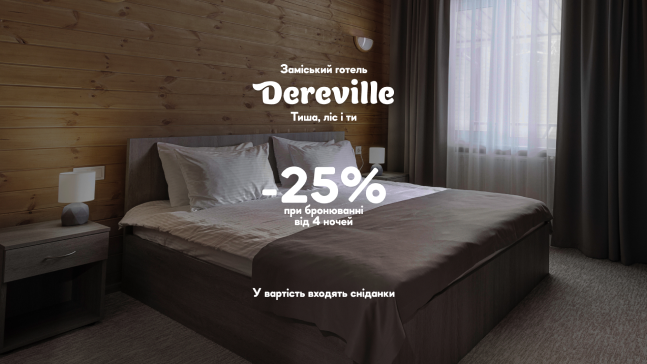 Заміський готель
Dereville
Тиша, ліс і ти
-25%
при бронюванні
від 4 ночей
У вартість входять сніданки